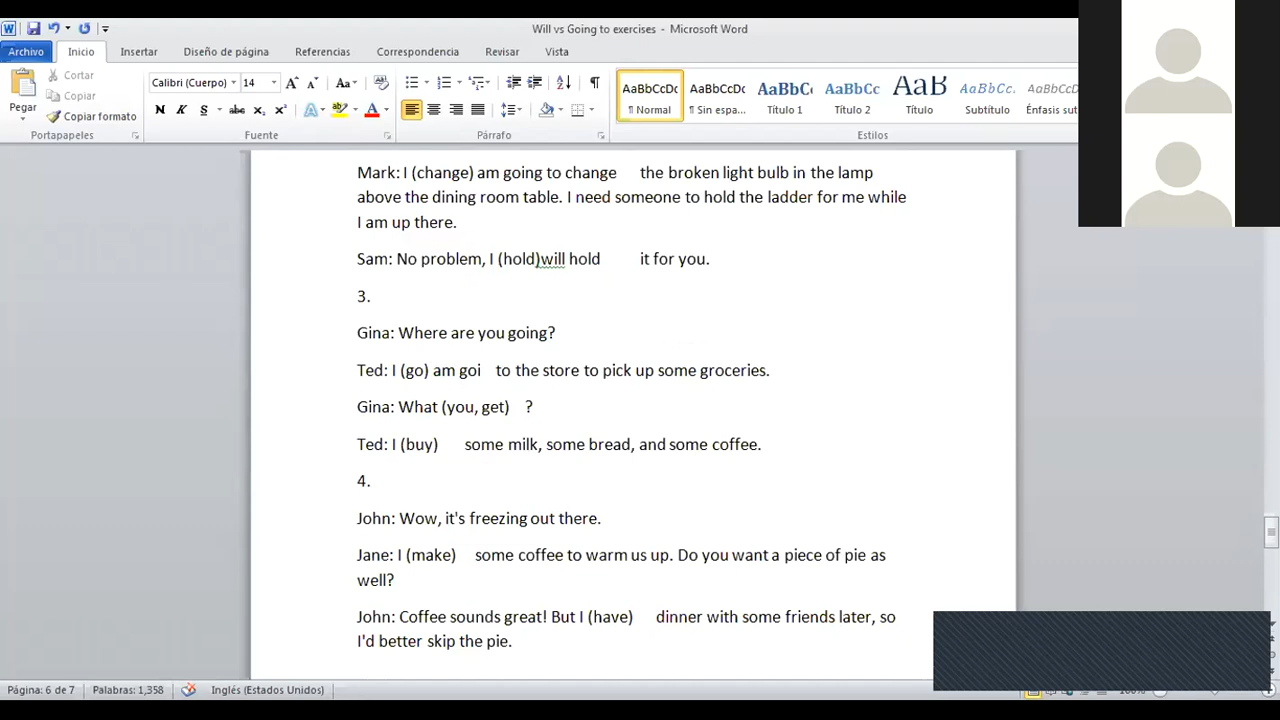 Will vs Going to exercises - Microsoft Word
Archivo Inicio Insertar Diseño de página Referencias Correspondencia Revisar Vista
Pegar
Cortar
Copiar
Copiar formato
Portapapeles
Calibri (Cuerpo) 14
Fuente
Párrafo
AaBbCcDc AaBbCcDc AaBbC AaBbCc AaB AaBbCc. AaBbCc
¶ Normal ¶ Sin espa... Título 1 Título 2 Título Subtítulo Énfasis sut
Estilos
Mark: I (change) am going to change the broken light bulb in the lamp
above the dining room table. I need someone to hold the ladder for me while
I am up there.
Sam: No problem, I (hold)will hold it for you.
3.
Gina: Where are you going?
Ted: I (go) am goi to the store to pick up some groceries.
Gina: What (you, get) ?
Ted: I (buy) some milk, some bread, and some coffee.
4.
John: Wow, it's freezing out there.
Jane: I (make) some coffee to warm us up. Do you want a piece of pie as
well?
John: Coffee sounds great! But I (have) dinner with some friends later, so
I'd better skip the pie.
Página: 6 de 7 Palabras: 1,358 Inglés (Estados Unidos)